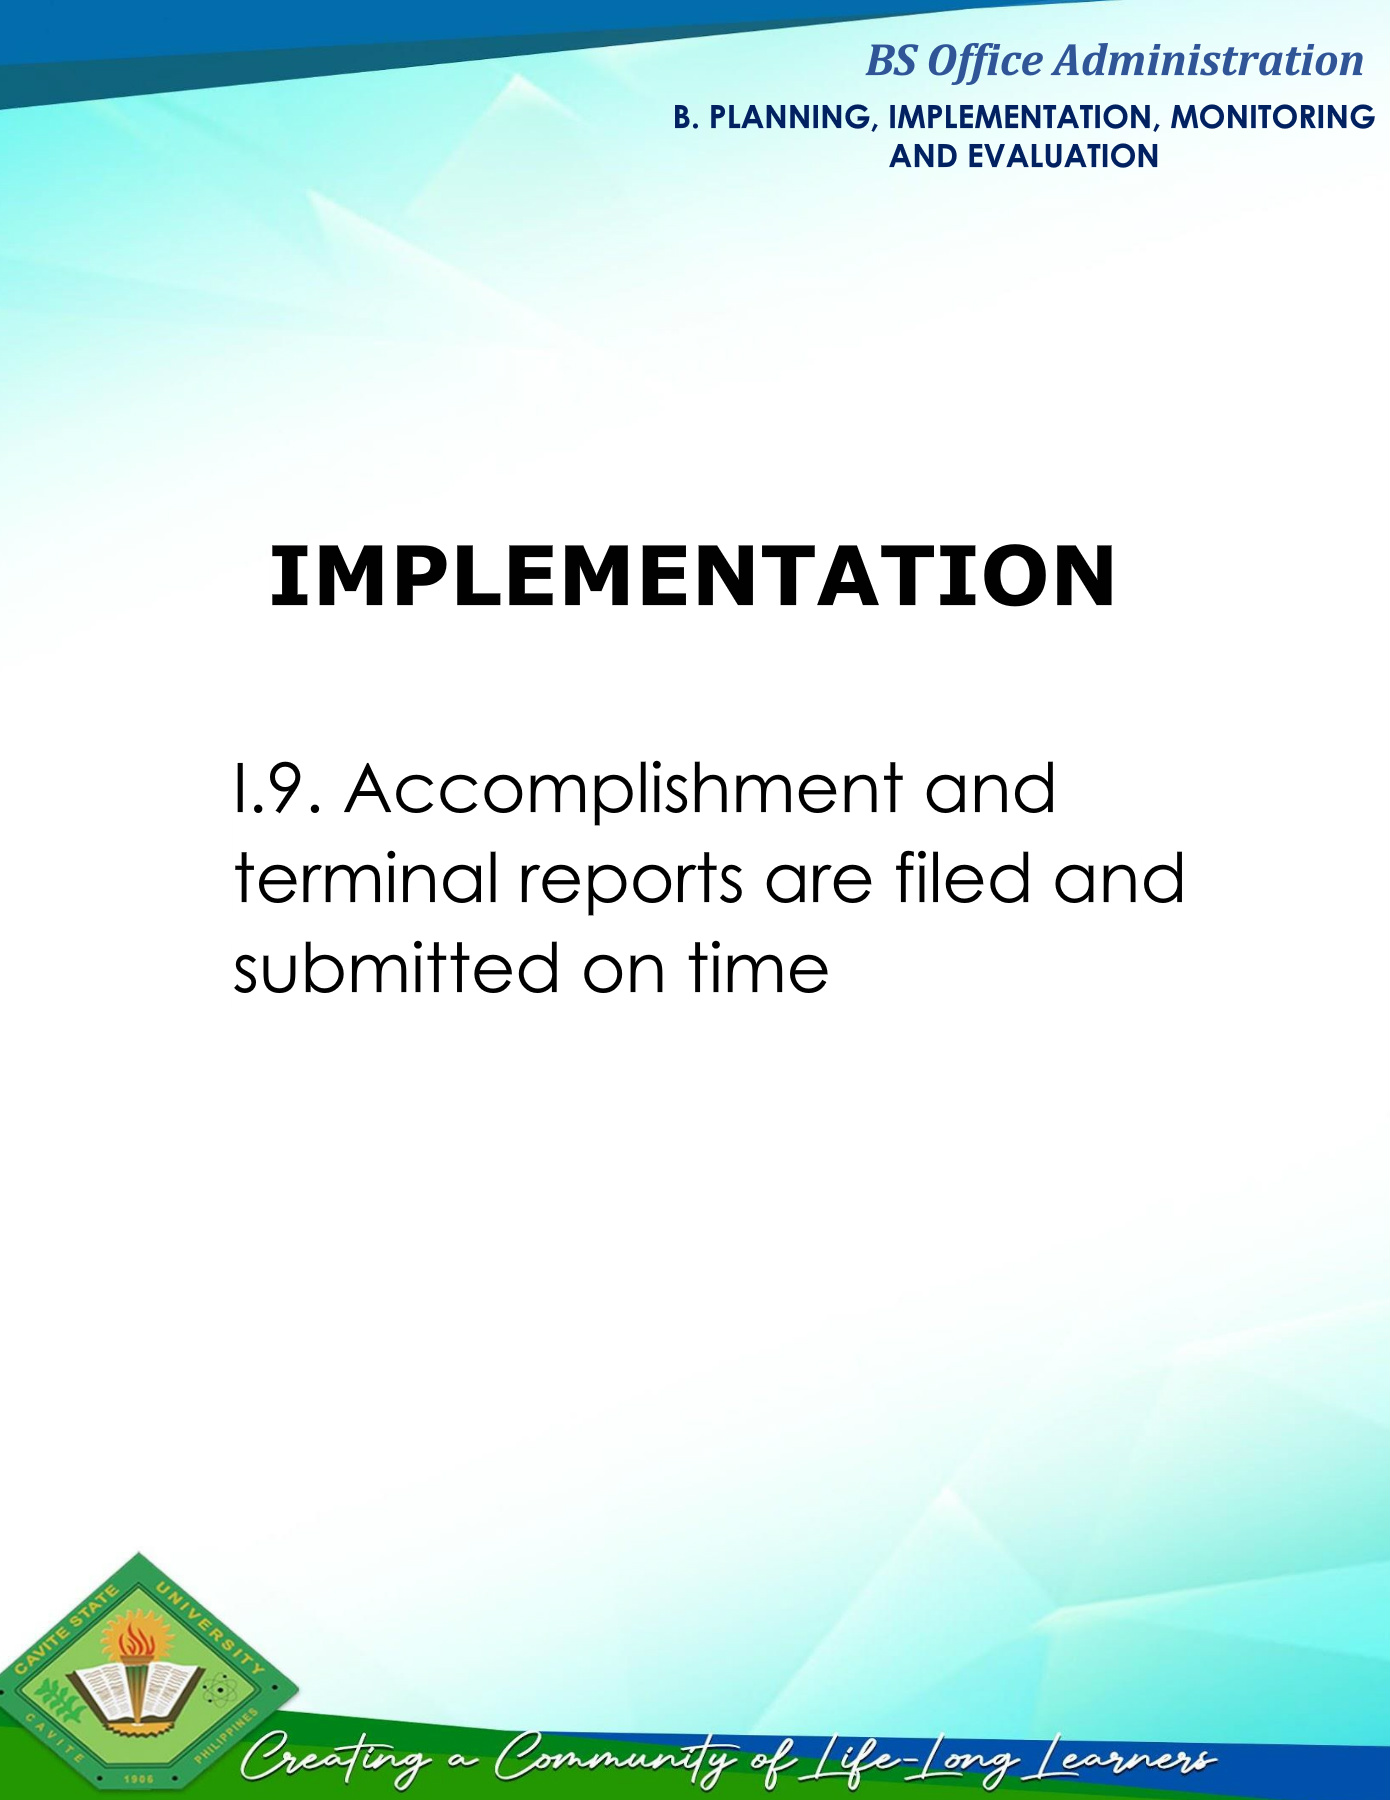 BS Office Administration
B. PLANNING, IMPLEMENTATION, MONITORING
AND EVALUATION
IMPLEMENTATION
I.9. Accomplishment and
terminal reports are filed and
submitted on time
CAVITE STATE UNIVERSITY
CAVITE
PHILIPPINES
1906
Creating a Community of Life-Long Learners